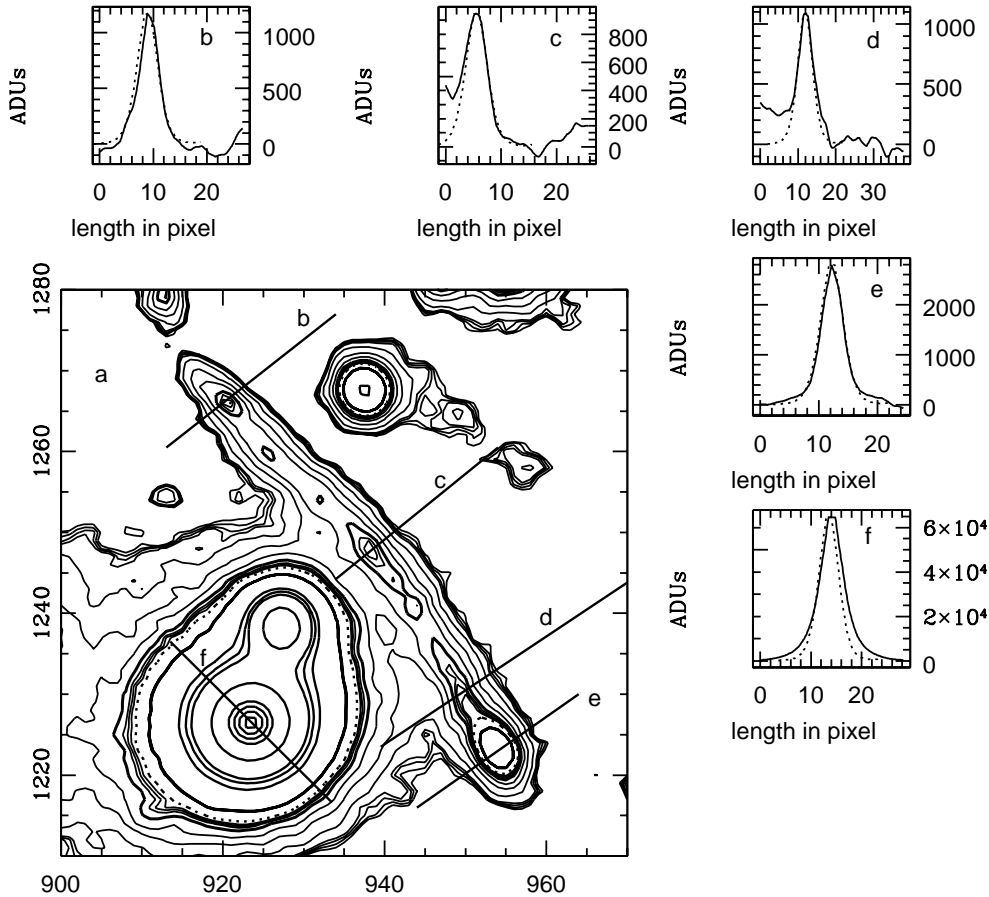 b
1000
500
0
ADUs
0 10 20
length in pixel
c
800
600
400
200
0
ADUs
0 10 20
length in pixel
d
1000
500
0
ADUs
0 10 20 30
length in pixel
e
2000
1000
0
ADUs
0 10 20
length in pixel
f
6×10⁴
4×10⁴
2×10⁴
0
ADUs
0 10 20
length in pixel
1280
1260
1240
1220
a
b
c
d
e
f
900 920 940 960